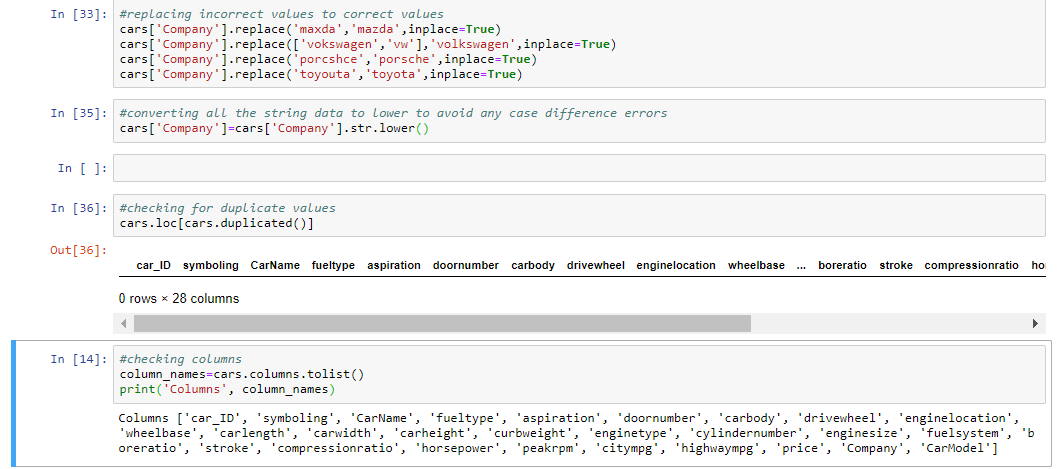 In [33]:
#replacing incorrect values to correct values
cars['Company'].replace('maxda','mazda',inplace=True)
cars['Company'].replace(['vokswagen','vw'],'volkswagen',inplace=True)
cars['Company'].replace('porcshce','porsche',inplace=True)
cars['Company'].replace('toyouta','toyota',inplace=True)
In [35]:
#converting all the string data to lower to avoid any case difference errors
cars['Company']=cars['Company'].str.lower()
In [ ]:
In [36]:
#checking for duplicate values
cars.loc[cars.duplicated()]
Out[36]:
car_ID symboling CarName fueltype aspiration doornumber carbody drivewheel enginelocation wheelbase ... boreratio stroke compressionratio ho
0 rows × 28 columns
In [14]:
#checking columns
column_names=cars.columns.tolist()
print('Columns', column_names)
Columns ['car_ID', 'symboling', 'CarName', 'fueltype', 'aspiration', 'doornumber', 'carbody', 'drivewheel', 'enginelocation',
'wheelbase', 'carlength', 'carwidth', 'carheight', 'curbweight', 'enginetype', 'cylindernumber', 'enginesize', 'fuelsystem', 'b
oreratio', 'stroke', 'compressionratio', 'horsepower', 'peakrpm', 'citympg', 'highwaympg', 'price', 'Company', 'CarModel']